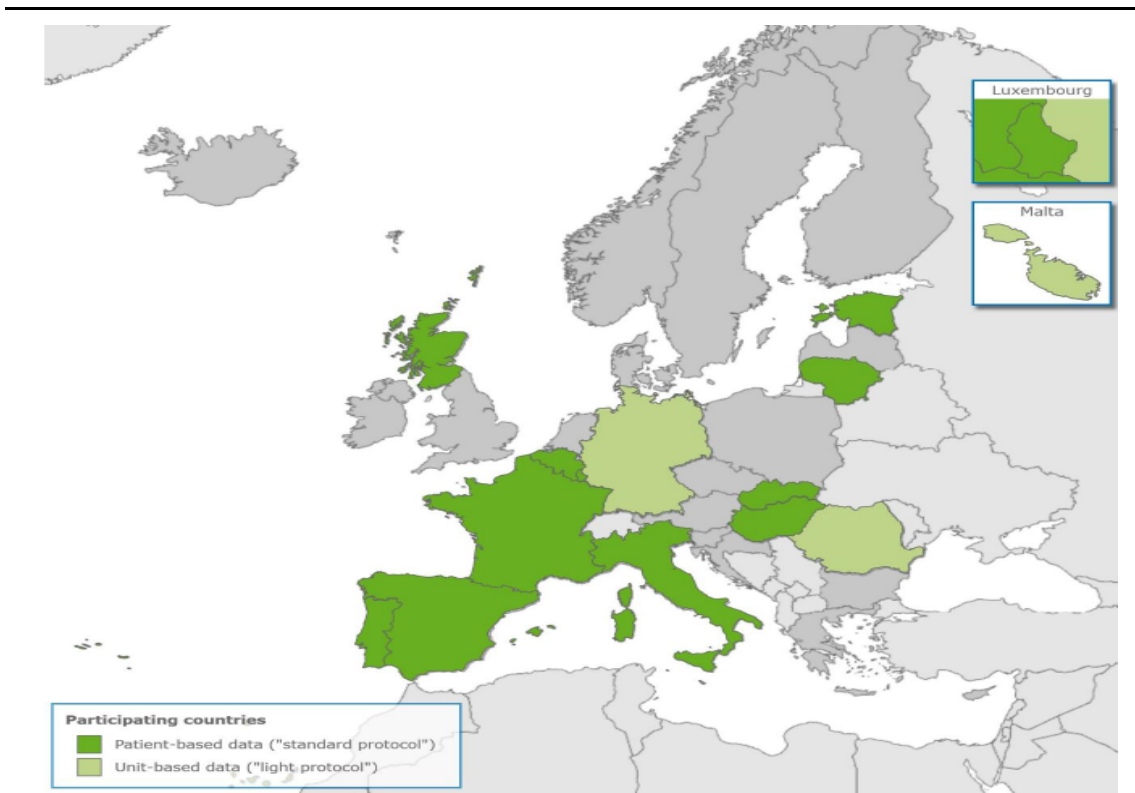 Luxembourg
Malta
Participating countries
Patient-based data ("standard protocol")
Unit-based data ("light protocol")